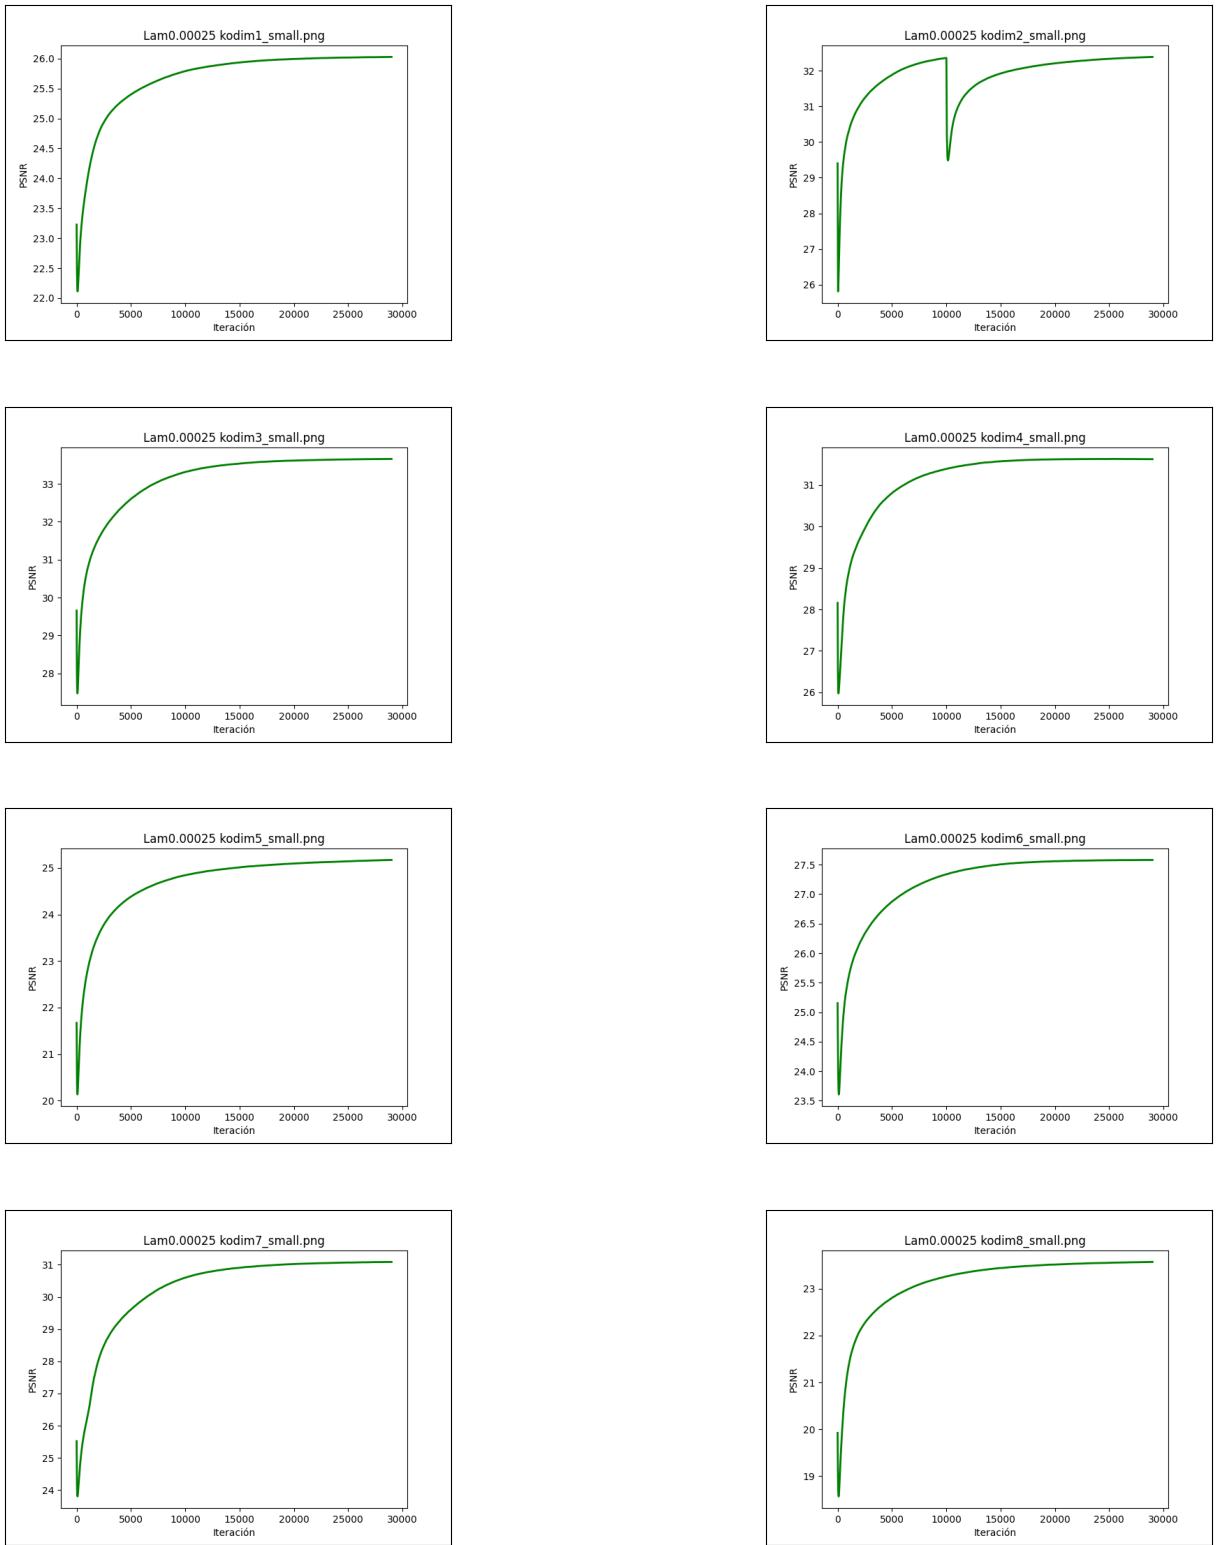 Lam0.00025 kodim1_small.png
PSNR
26.0
25.5
25.0
24.5
24.0
23.5
23.0
22.5
22.0
0 5000 10000 15000 20000 25000 30000
Iteración
Lam0.00025 kodim2_small.png
PSNR
32
31
30
29
28
27
26
0 5000 10000 15000 20000 25000 30000
Iteración
Lam0.00025 kodim3_small.png
PSNR
33
32
31
30
29
28
0 5000 10000 15000 20000 25000 30000
Iteración
Lam0.00025 kodim4_small.png
PSNR
31
30
29
28
27
26
0 5000 10000 15000 20000 25000 30000
Iteración
Lam0.00025 kodim5_small.png
PSNR
25
24
23
22
21
20
0 5000 10000 15000 20000 25000 30000
Iteración
Lam0.00025 kodim6_small.png
PSNR
27.5
27.0
26.5
26.0
25.5
25.0
24.5
24.0
23.5
0 5000 10000 15000 20000 25000 30000
Iteración
Lam0.00025 kodim7_small.png
PSNR
31
30
29
28
27
26
25
24
0 5000 10000 15000 20000 25000 30000
Iteración
Lam0.00025 kodim8_small.png
PSNR
23
22
21
20
19
0 5000 10000 15000 20000 25000 30000
Iteración